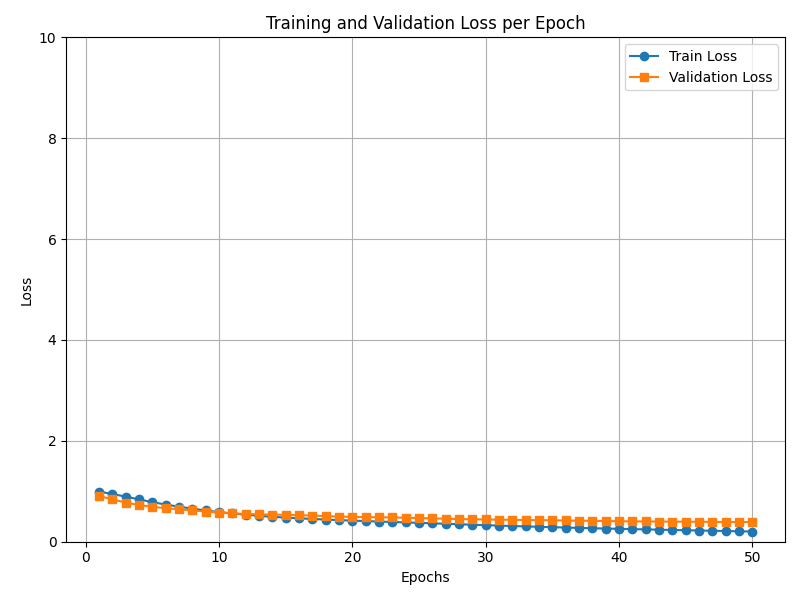 Training and Validation Loss per Epoch
Train Loss
Validation Loss
Loss
10
8
6
4
2
0
0 10 20 30 40 50
Epochs